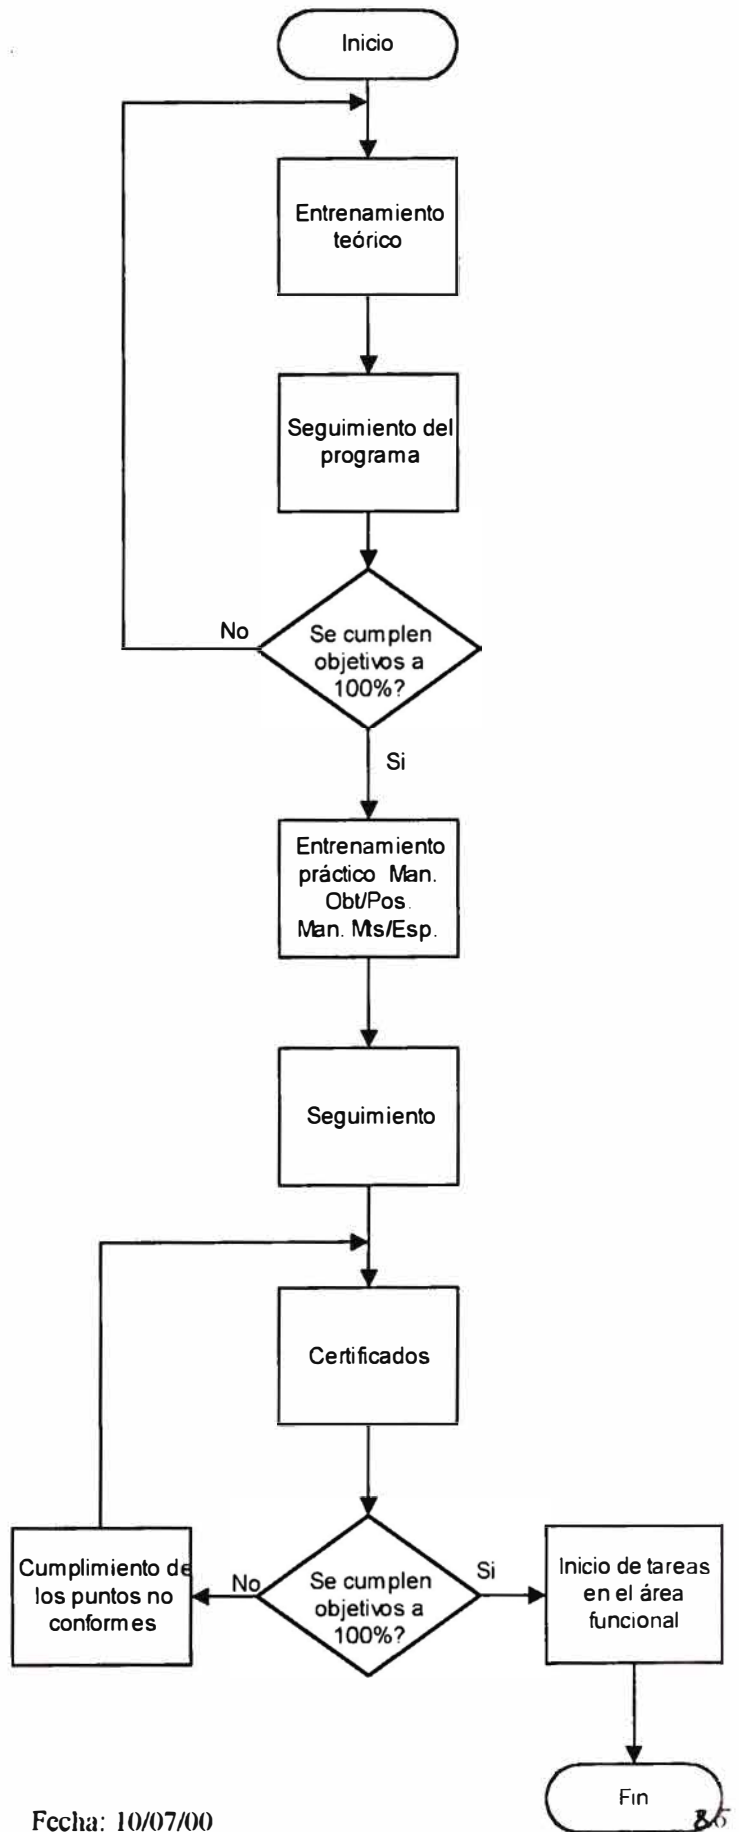 Inicio
Entrenamiento
teórico
Seguimiento del
programa
No
Se cumplen
objetivos a
100%?
Si
Entrenamiento
práctico Man.
Obt/Pos.
Man. Mts/Esp.
Seguimiento
Certificados
Cumplimiento de
los puntos no
conformes
No
Se cumplen
objetivos a
100%?
Si
Inicio de tareas
en el área
funcional
Fin
Fecha: 10/07/00